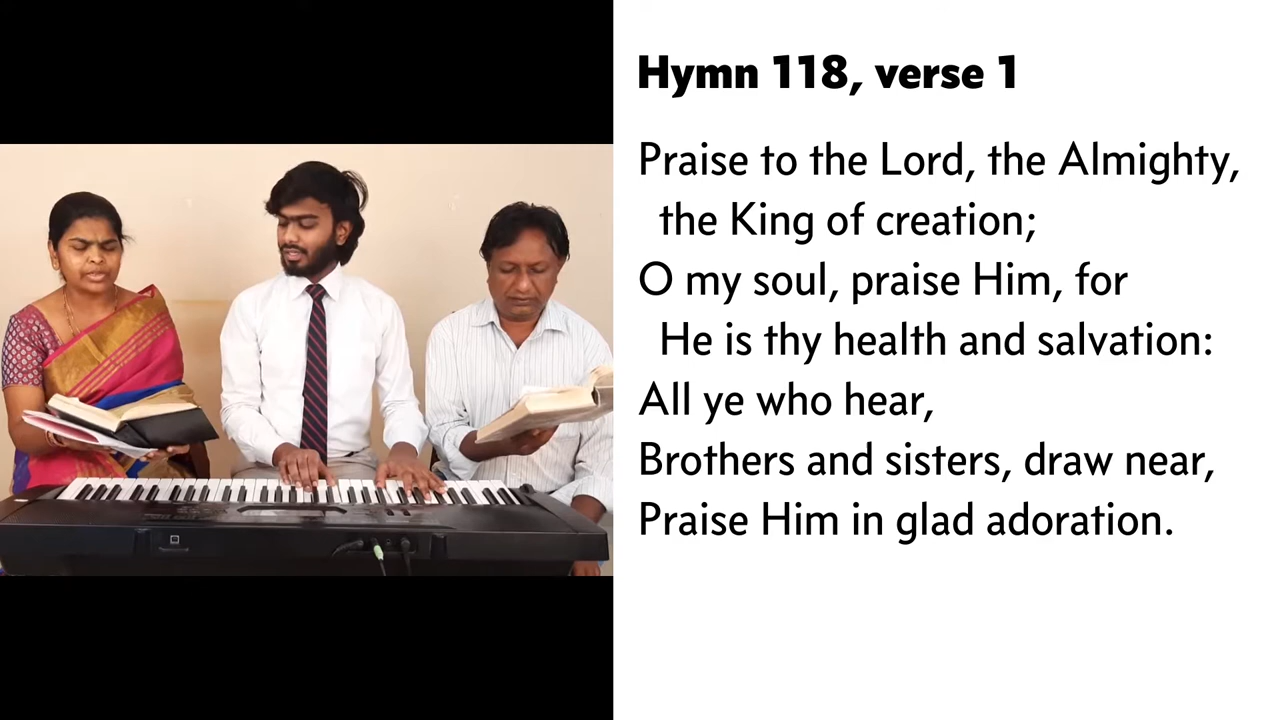 Hymn 118, verse 1
Praise to the Lord, the Almighty,
the King of creation;
O my soul, praise Him, for
He is thy health and salvation:
All ye who hear,
Brothers and sisters, draw near,
Praise Him in glad adoration.